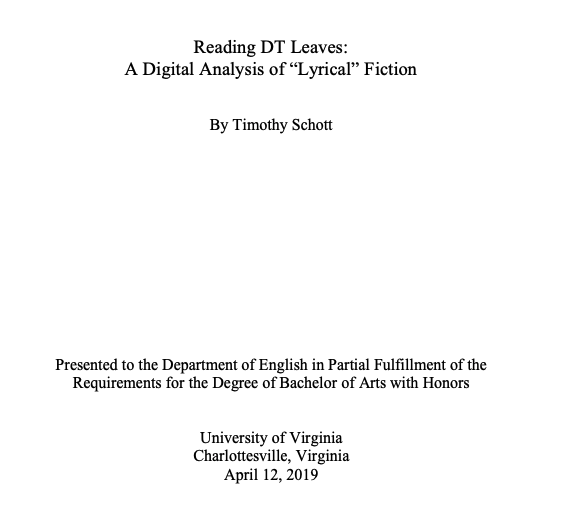 Reading DT Leaves:
A Digital Analysis of “Lyrical” Fiction
By Timothy Schott
Presented to the Department of English in Partial Fulfillment of the
Requirements for the Degree of Bachelor of Arts with Honors
University of Virginia
Charlottesville, Virginia
April 12, 2019